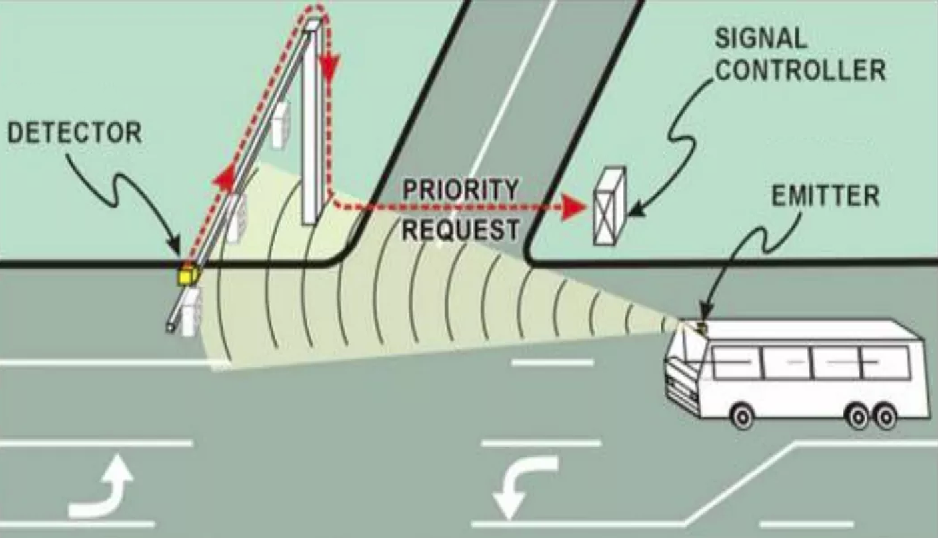 SIGNAL
CONTROLLER
DETECTOR
PRIORITY
REQUEST
EMITTER